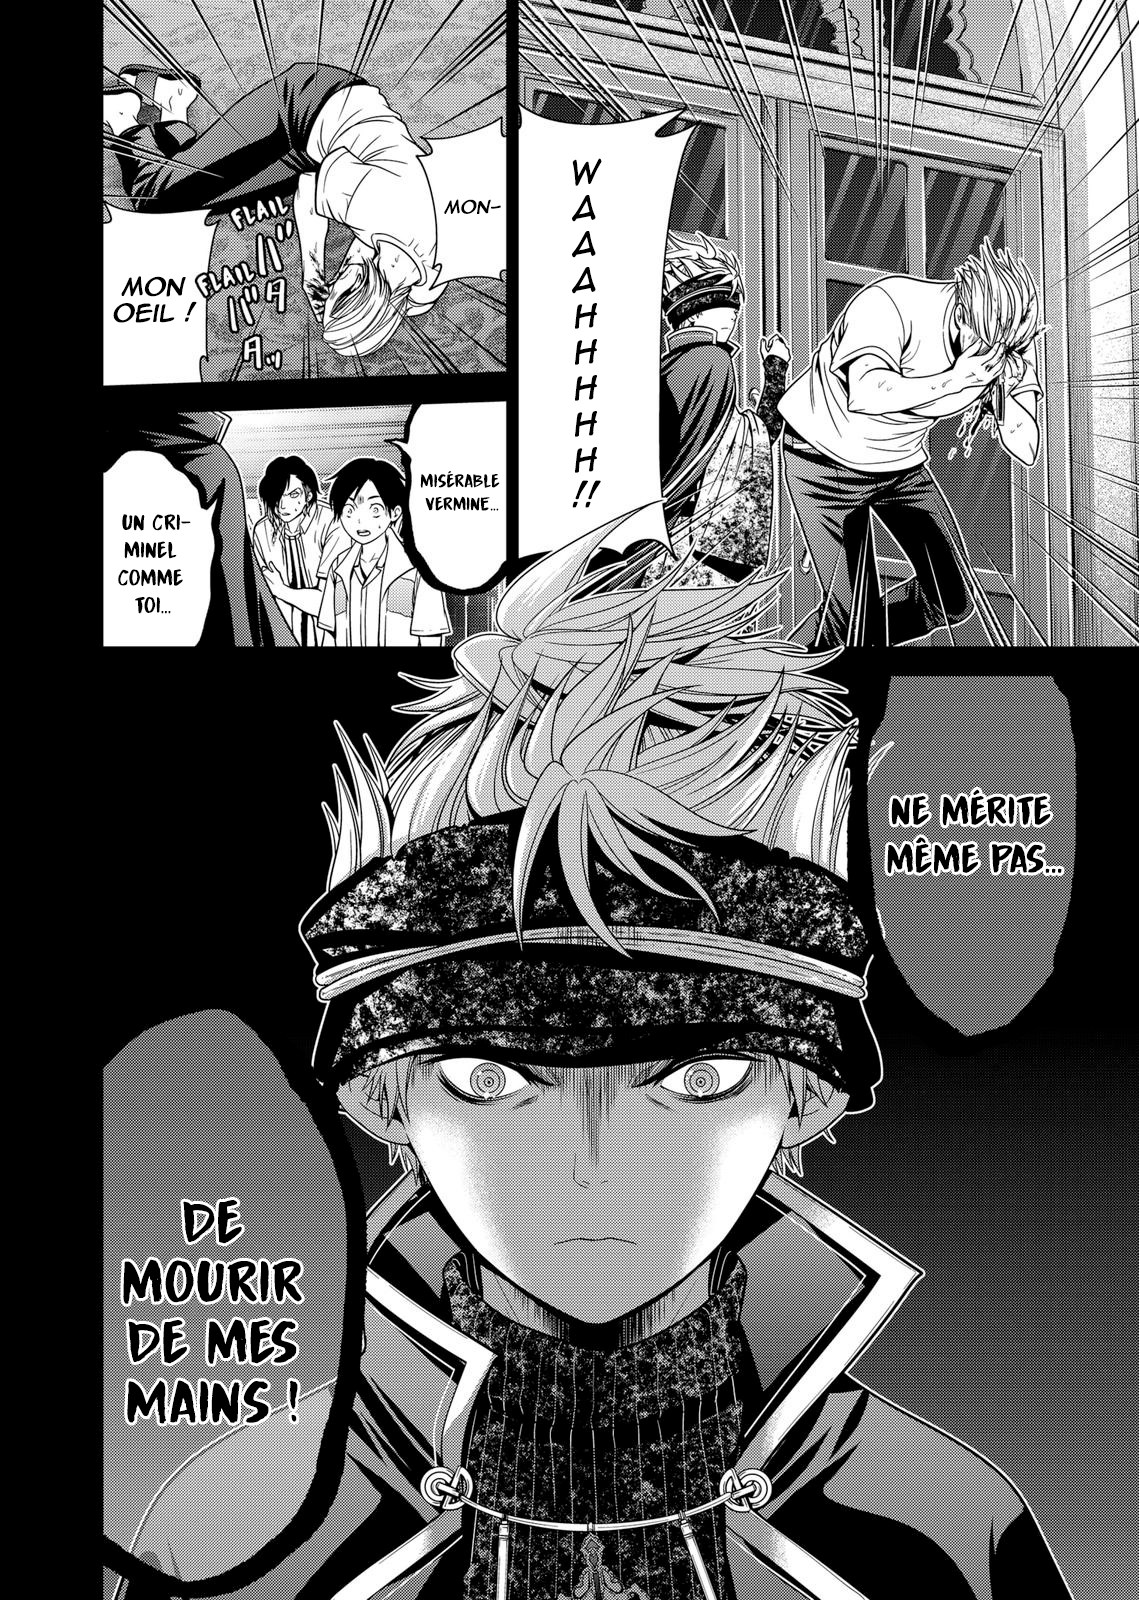 W
A
A
A
H
H
H
H
H
!!
MON-
MON
OEIL !
FLAIL
FLAIL
バ"
バタ
タッ
MISÉRABLE
VERMINE...
UN CRI-
MINEL
COMME
TOI...
NE MÉRITE
MÊME PAS...
DE
MOURIR
DE MES
MAINS !